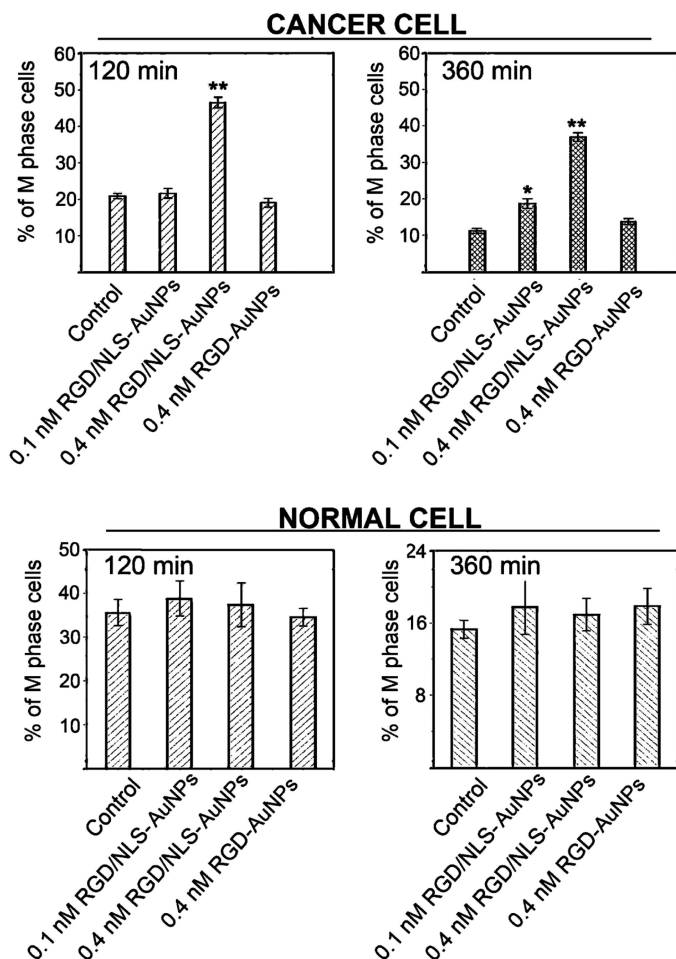 CANCER CELL
% of M phase cells
60
50
40
30
20
10
120 min
**
Control
0.1 nM RGD/NLS-AuNPs
0.4 nM RGD/NLS-AuNPs
0.4 nM RGD-AuNPs
% of M phase cells
60
50
40
30
20
10
360 min
*
**
Control
0.1 nM RGD/NLS-AuNPs
0.4 nM RGD/NLS-AuNPs
0.4 nM RGD-AuNPs
NORMAL CELL
% of M phase cells
50
40
30
20
10
120 min
Control
0.1 nM RGD/NLS-AuNPs
0.4 nM RGD/NLS-AuNPs
0.4 nM RGD-AuNPs
% of M phase cells
24
16
8
360 min
Control
0.1 nM RGD/NLS-AuNPs
0.4 nM RGD/NLS-AuNPs
0.4 nM RGD-AuNPs